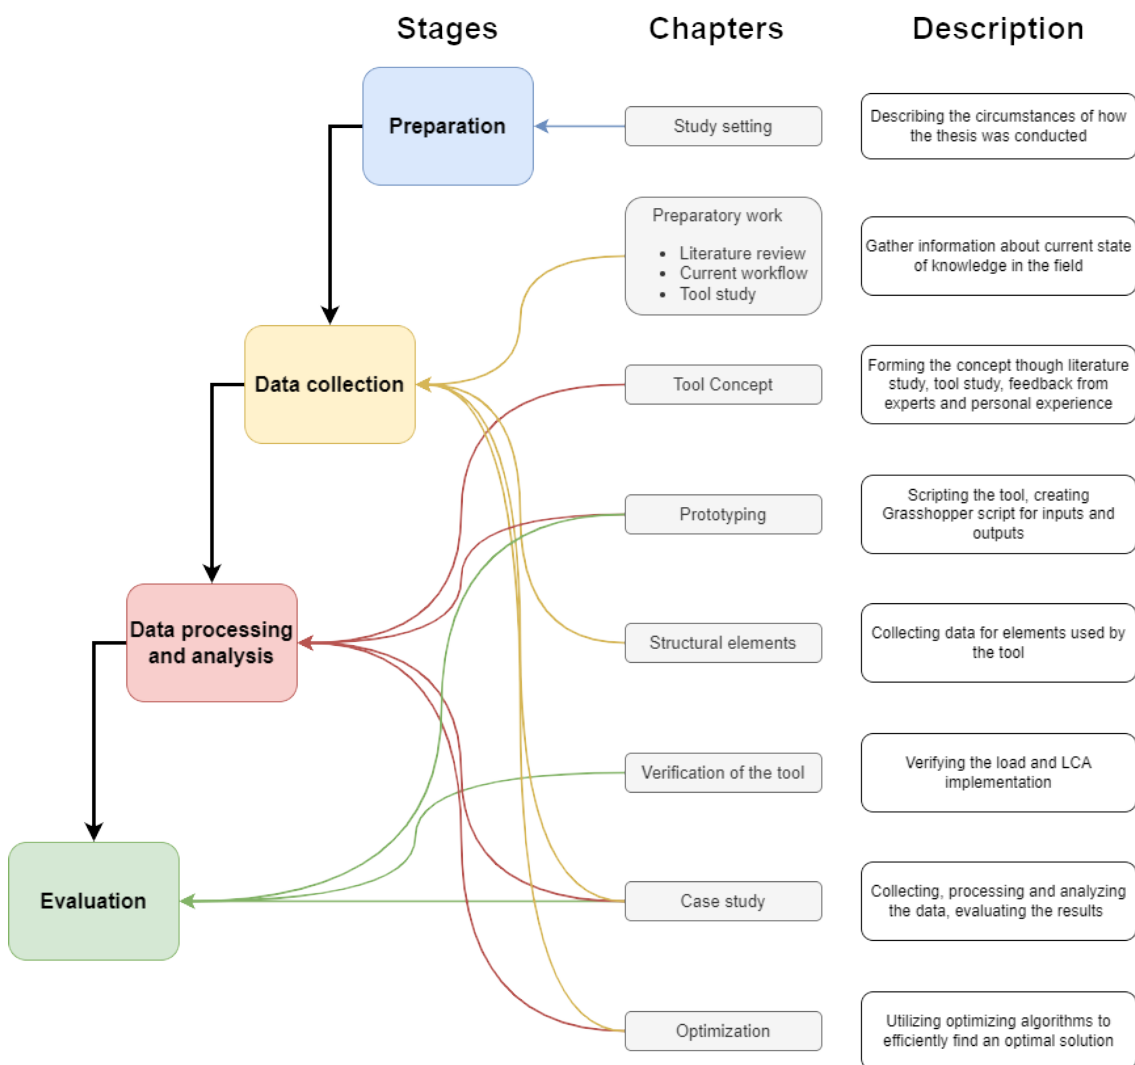 Stages
Chapters
Description
Preparation
Study setting
Describing the circumstances of how
the thesis was conducted
Preparatory work
• Literature review
• Current workflow
• Tool study
Gather information about current state
of knowledge in the field
Data collection
Tool Concept
Forming the concept though literature
study, tool study, feedback from
experts and personal experience
Prototyping
Scripting the tool, creating
Grasshopper script for inputs and
outputs
Data processing
and analysis
Structural elements
Collecting data for elements used by
the tool
Verification of the tool
Verifying the load and LCA
implementation
Evaluation
Case study
Collecting, processing and analyzing
the data, evaluating the results
Optimization
Utilizing optimizing algorithms to
efficiently find an optimal solution